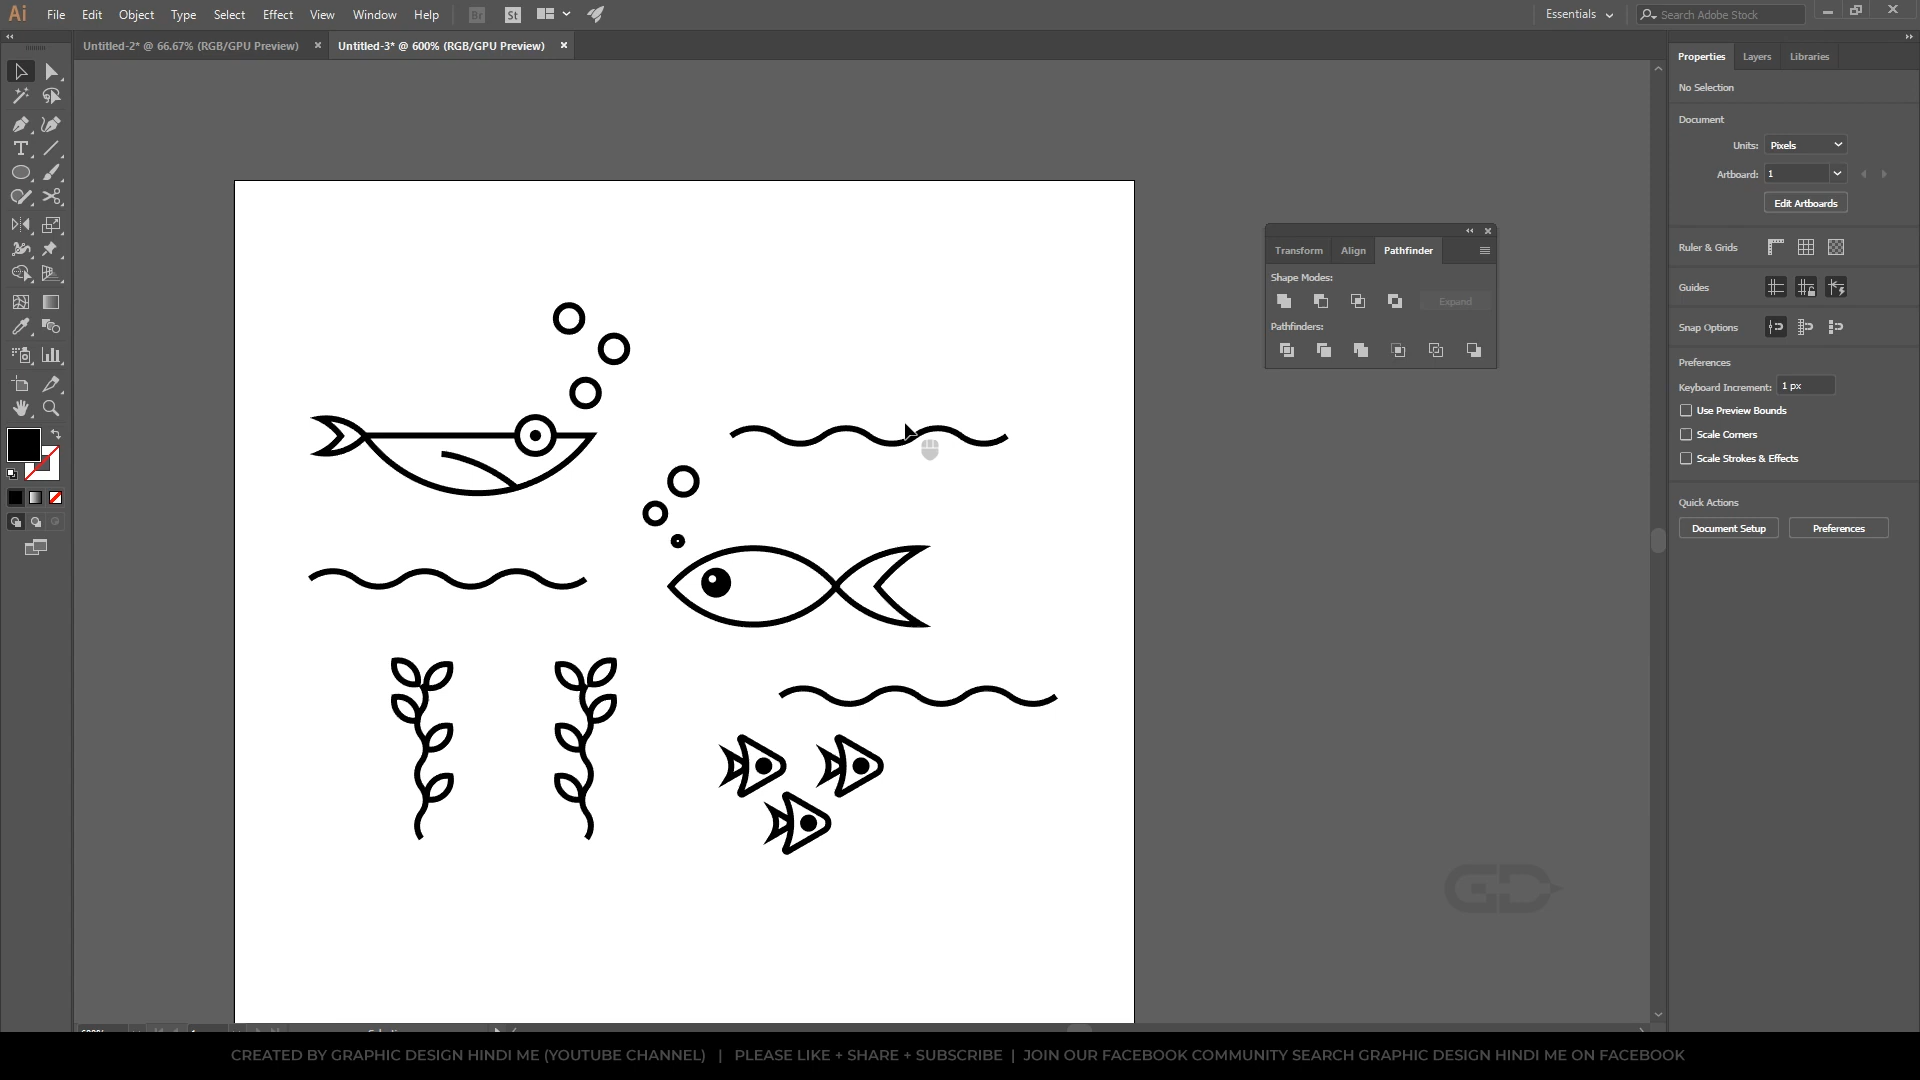 Ai File Edit Object Type Select Effect View Window Help Br St Essentials Search Adobe Stock
Untitled-2* @ 66.67% (RGB/GPU Preview) Untitled-3* @ 600% (RGB/GPU Preview)
Properties Layers Libraries
No Selection
Document
Units: Pixels
Artboard: 1
Edit Artboards
Ruler & Grids
Guides
Snap Options
Preferences
Keyboard Increment: 1 px
Use Preview Bounds
Scale Corners
Scale Strokes & Effects
Quick Actions
Document Setup Preferences
Transform Align Pathfinder
Shape Modes:
Expand
Pathfinders:
GD
CREATED BY GRAPHIC DESIGN HINDI ME (YOUTUBE CHANNEL) | PLEASE LIKE + SHARE + SUBSCRIBE | JOIN OUR FACEBOOK COMMUNITY SEARCH GRAPHIC DESIGN HINDI ME ON FACEBOOK